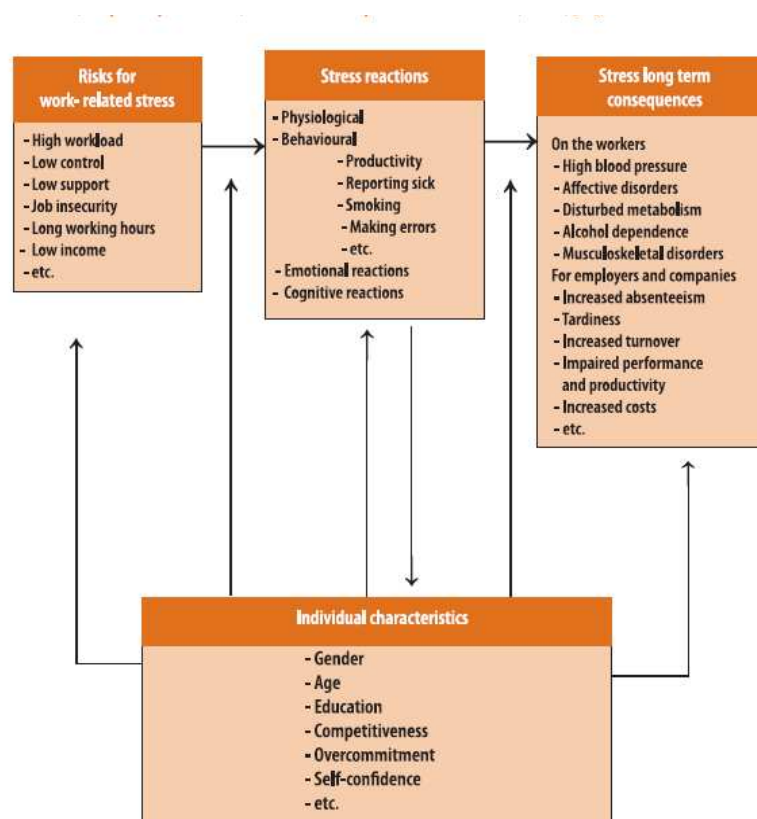 Risks for
work- related stress
- High workload
- Low control
- Low support
- Job insecurity
- Long working hours
- Low income
- etc.
Stress reactions
- Physiological
- Behavioural
- Productivity
- Reporting sick
- Smoking
- Making errors
- etc.
- Emotional reactions
- Cognitive reactions
Stress long term
consequences
On the workers
- High blood pressure
- Affective disorders
- Disturbed metabolism
- Alcohol dependence
- Musculoskeletal disorders
For employers and companies
- Increased absenteeism
- Tardiness
- Increased turnover
- Impaired performance
and productivity
- Increased costs
- etc.
Individual characteristics
- Gender
- Age
- Education
- Competitiveness
- Overcommitment
- Self-confidence
- etc.